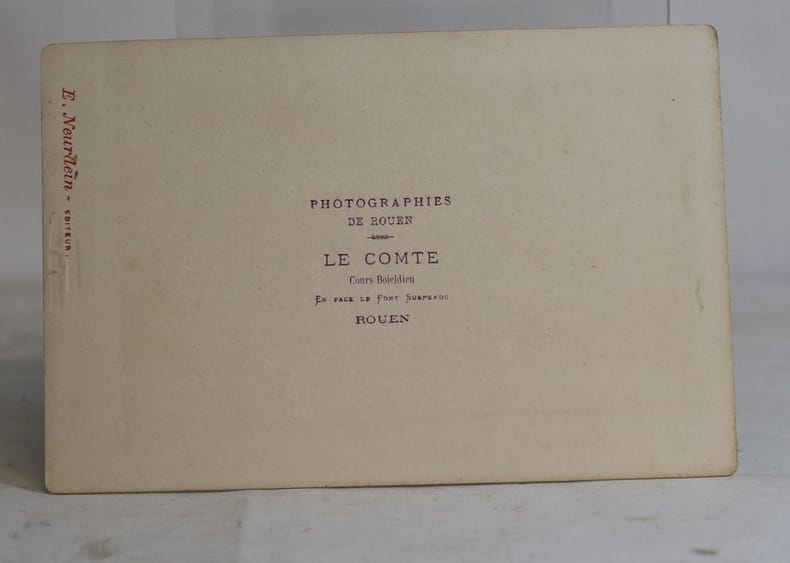 E. Neurdein - EDITEUR.
PHOTOGRAPHIES
DE ROUEN
LE COMTE
Cours Boieldieu
EN FACE LE PONT SUSPENDU
ROUEN